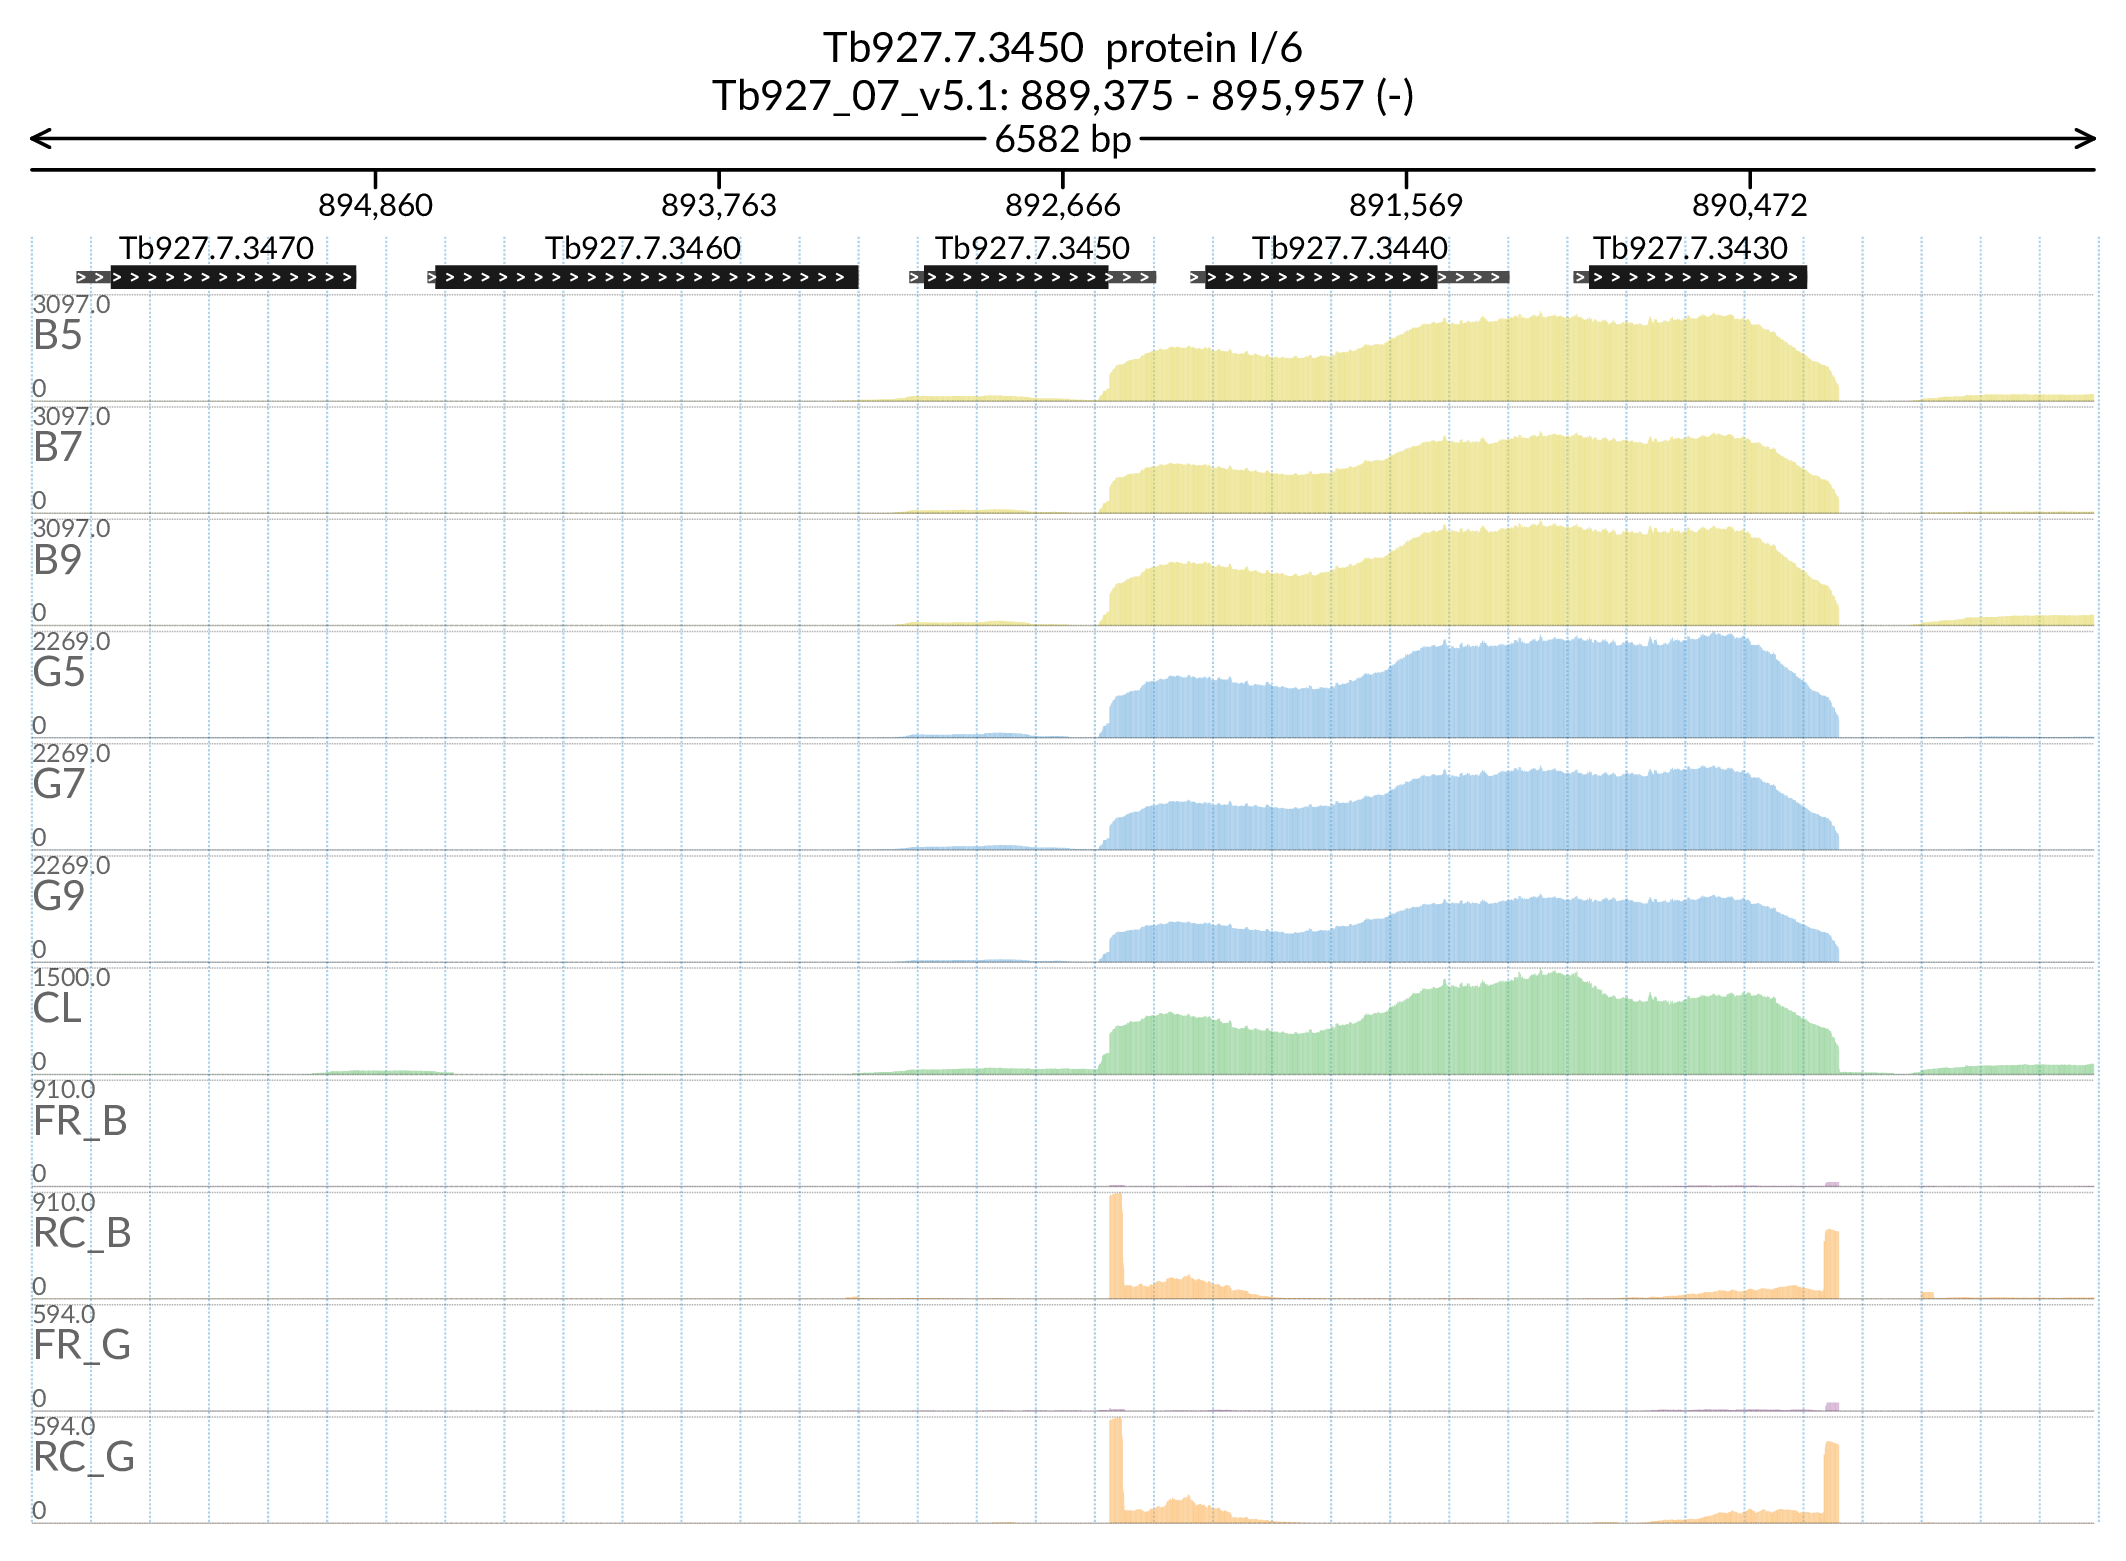 Tb927.7.3450 protein I/6
Tb927_07_v5.1: 889,375 - 895,957 (-)
6582 bp
894,860 893,763 892,666 891,569 890,472
Tb927.7.3470 Tb927.7.3460 Tb927.7.3450 Tb927.7.3440 Tb927.7.3430
3097.0
B5
0
3097.0
B7
0
3097.0
B9
0
2269.0
G5
0
2269.0
G7
0
2269.0
G9
0
1500.0
CL
0
910.0
FR_B
0
910.0
RC_B
0
594.0
FR_G
0
594.0
RC_G
0